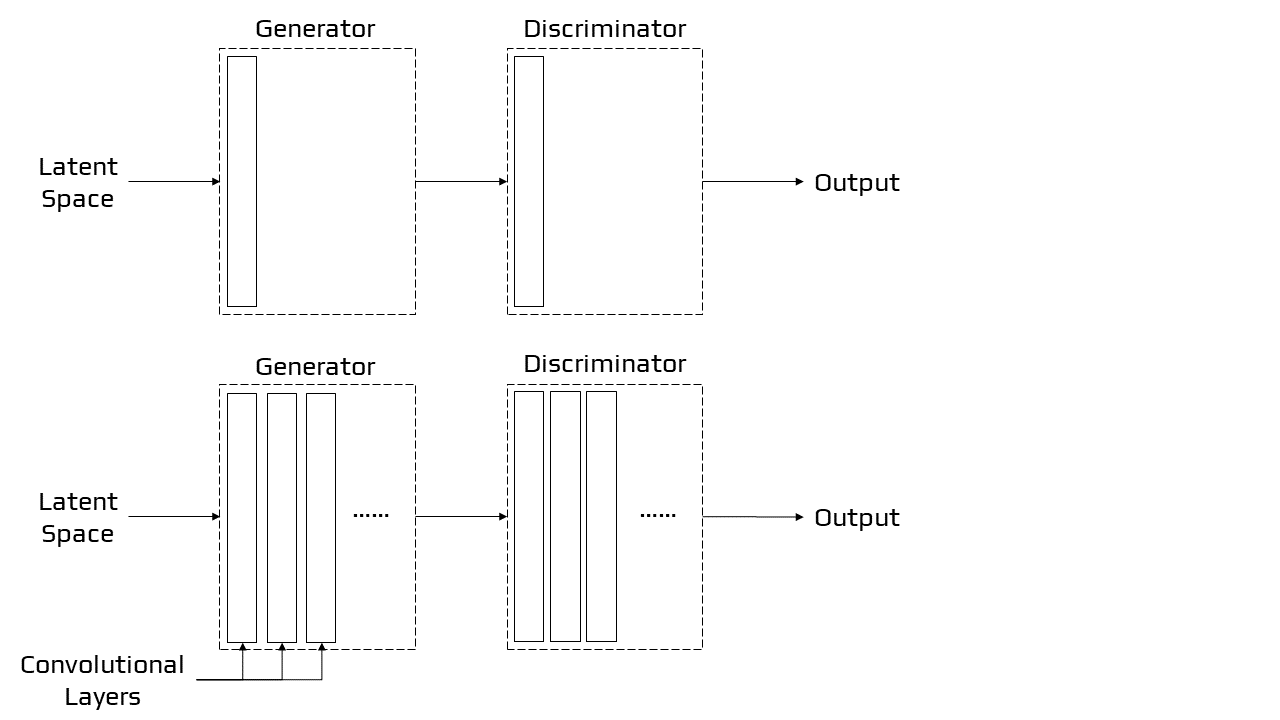 Generator
Discriminator
Latent
Space
Output
Generator
Discriminator
Latent
Space
......
......
Output
Convolutional
Layers